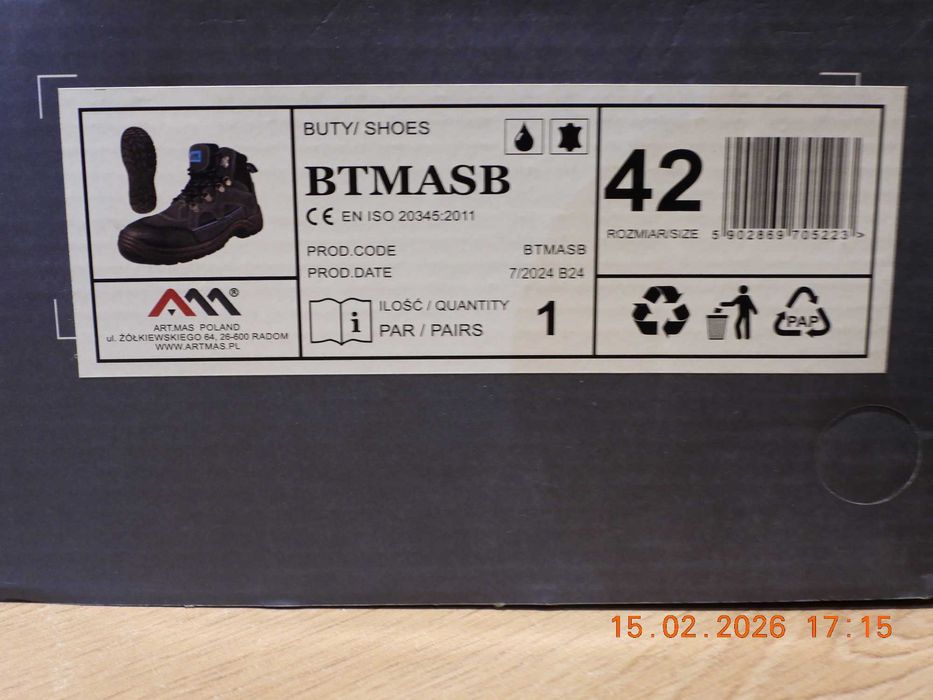 BUTY/ SHOES
BTMASB
CE EN ISO 20345:2011
PROD.CODE BTMASB
PROD.DATE 7/2024 B24
i ILOŚĆ / QUANTITY
PAR / PAIRS 1
42
ROZMIAR/SIZE
5 902869 705223 >
AM®
ART.MAS POLAND
ul. ŻÓŁKIEWSKIEGO 64, 26-600 RADOM
WWW.ARTMAS.PL
PAP
15.02.2026 17:15